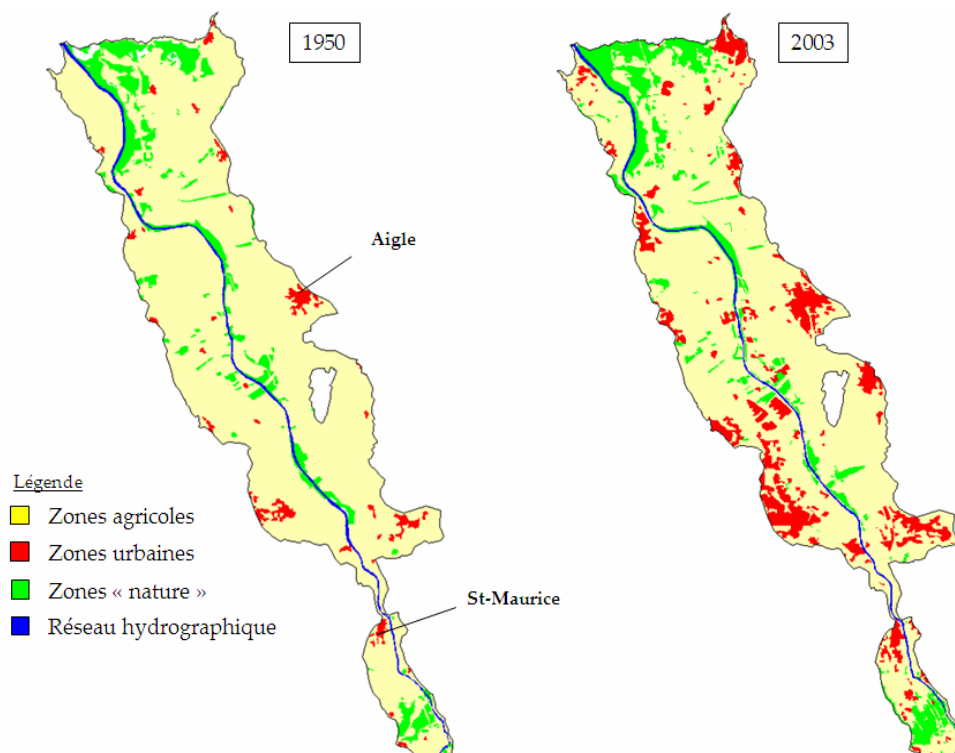 1950
2003
Aigle
Légende
Zones agricoles
Zones urbaines
Zones « nature »
Réseau hydrographique
St-Maurice